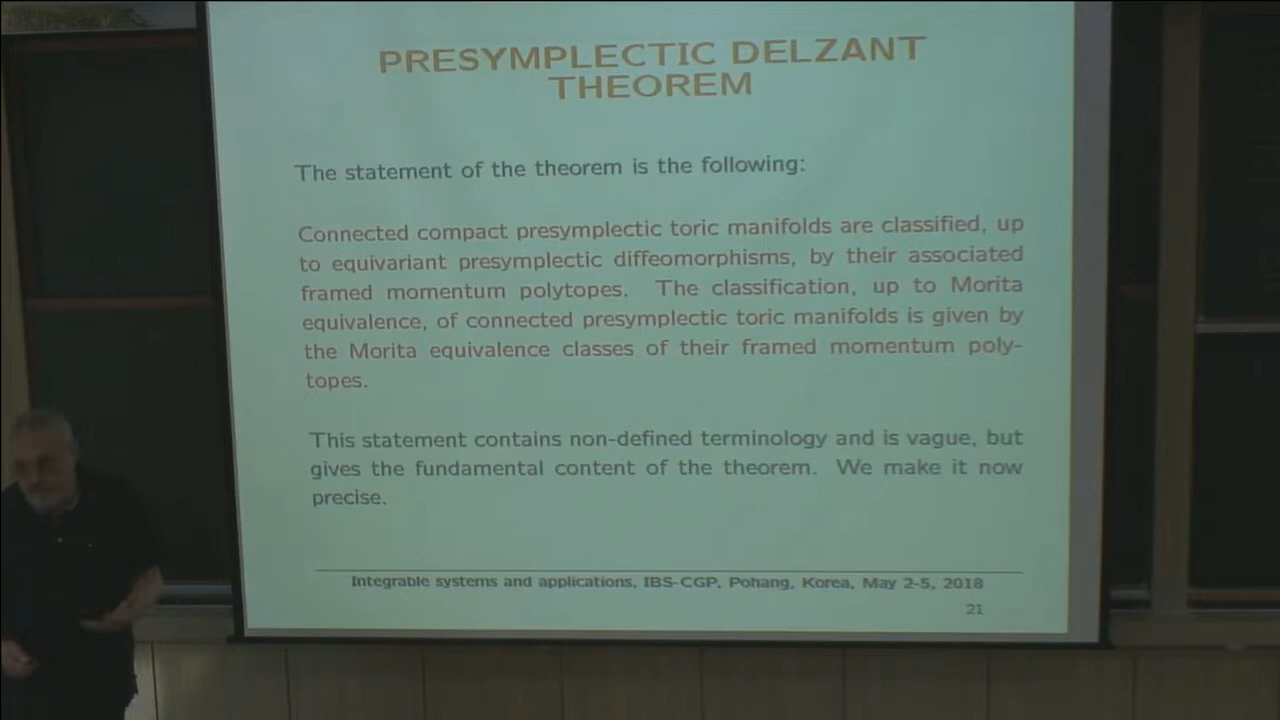 PRESYMPLECTIC DELZANT
THEOREM
The statement of the theorem is the following:
Connected compact presymplectic toric manifolds are classified, up
to equivariant presymplectic diffeomorphisms, by their associated
framed momentum polytopes. The classification, up to Morita
equivalence, of connected presymplectic toric manifolds is given by
the Morita equivalence classes of their framed momentum poly-
topes.
This statement contains non-defined terminology and is vague, but
gives the fundamental content of the theorem. We make it now
precise.
Integrable systems and applications, IBS-CGP, Pohang, Korea, May 2-5, 2018
21